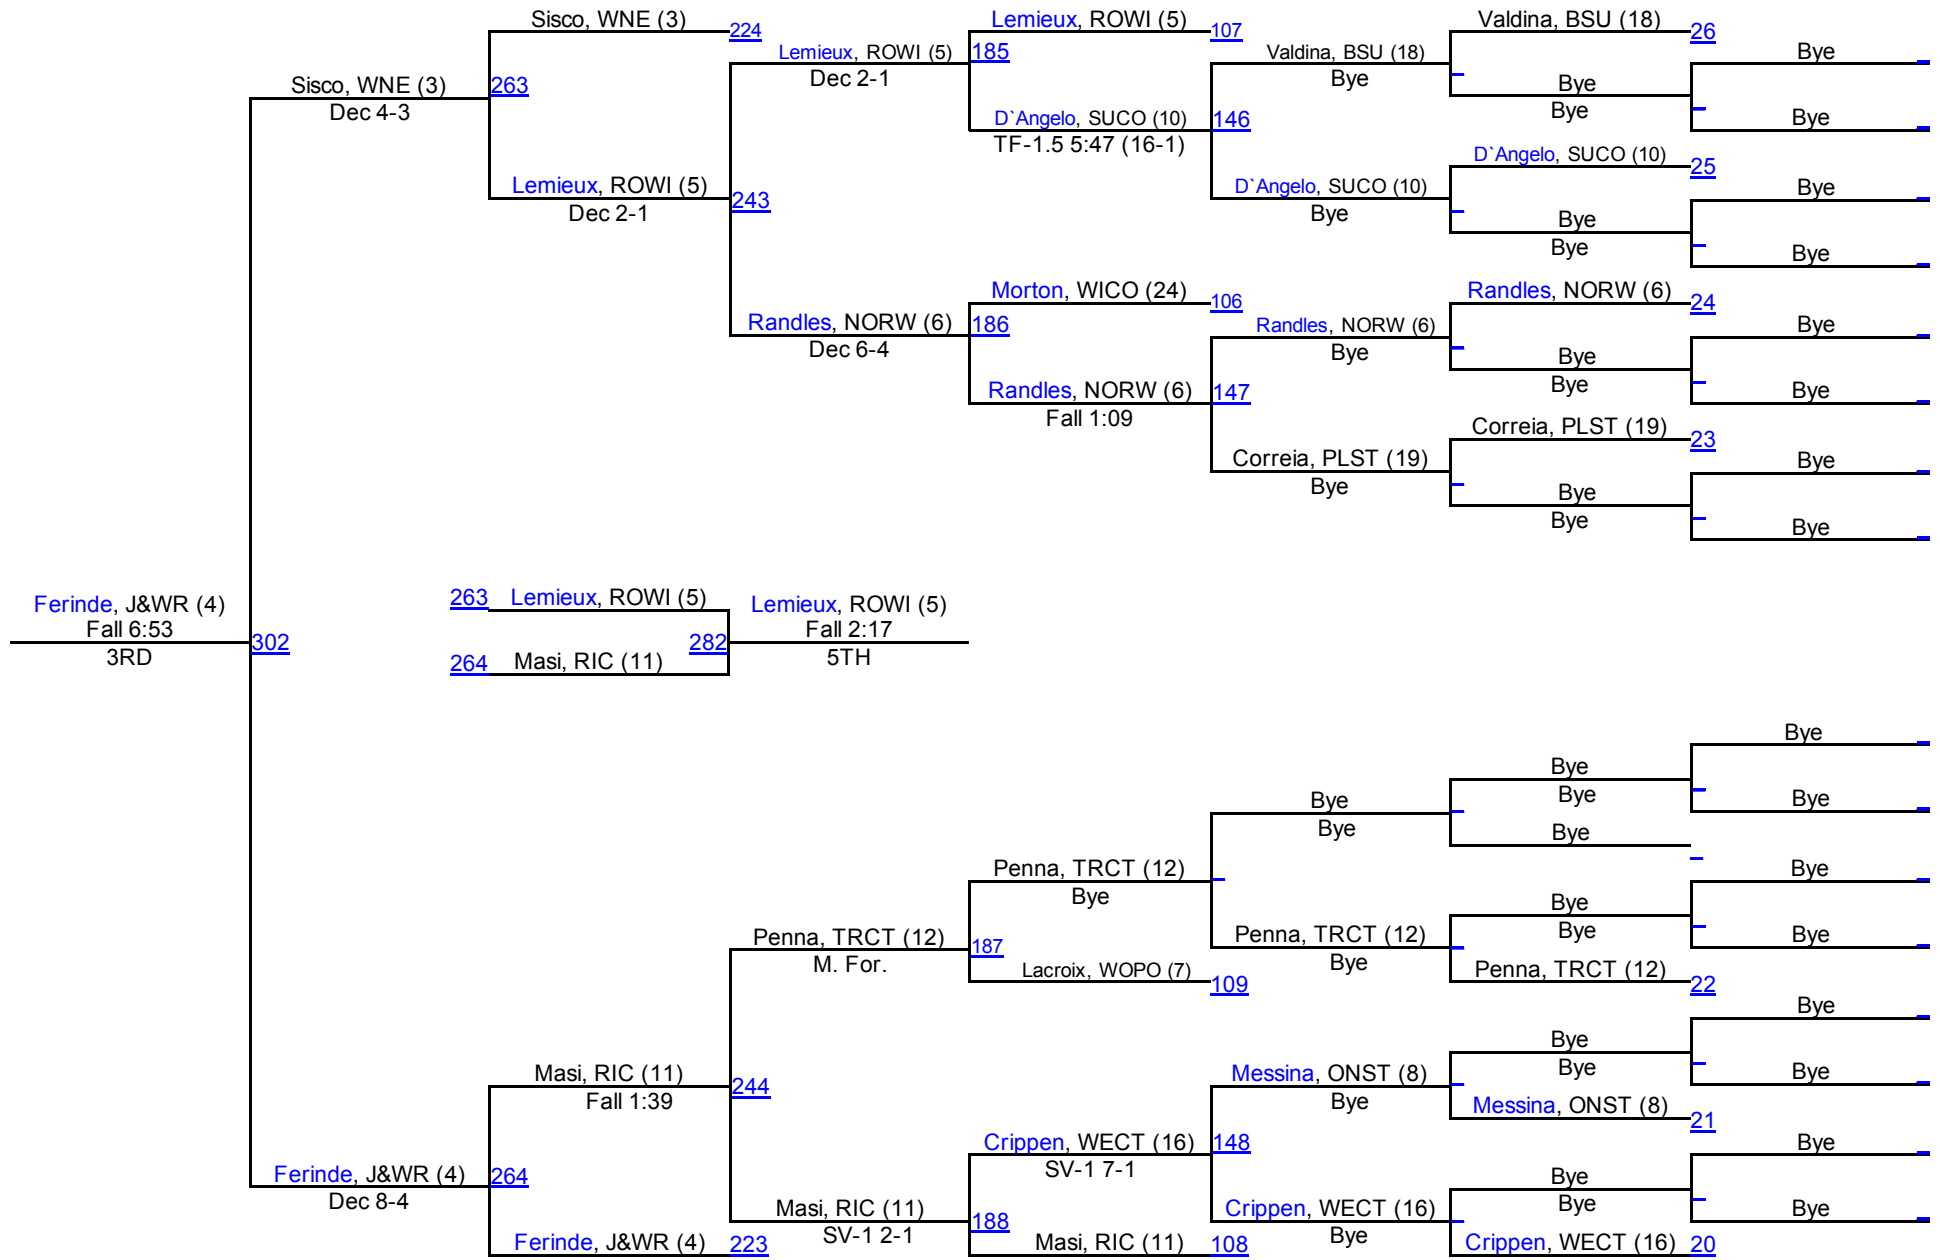 Sisco, WNE (3)
224
Lemieux, ROWI (5)
107
Valdina, BSU (18)
26
Bye
Lemieux, ROWI (5)
185
Dec 2-1
Valdina, BSU (18)
Bye
Bye
Bye
Bye
Sisco, WNE (3)
263
Dec 4-3
D`Angelo, SUCO (10)
146
TF-1.5 5:47 (16-1)
D`Angelo, SUCO (10)
25
Lemieux, ROWI (5)
243
Dec 2-1
D`Angelo, SUCO (10)
Bye
Bye
Bye
Bye
Bye
Morton, WICO (24)
106
Randles, NORW (6)
24
Randles, NORW (6)
186
Dec 6-4
Randles, NORW (6)
Bye
Bye
Bye
Bye
Bye
Randles, NORW (6)
147
Fall 1:09
Correia, PLST (19)
23
Correia, PLST (19)
Bye
Bye
Bye
Bye
Bye
Ferinde, J&WR (4)
Fall 6:53
302
3RD
263
Lemieux, ROWI (5)
Lemieux, ROWI (5)
282
Fall 2:17
264
Masi, RIC (11)
5TH
Bye
Bye
Bye
Bye
Bye
Bye
Bye
Penna, TRCT (12)
Bye
Bye
Penna, TRCT (12)
187
M. For.
Penna, TRCT (12)
Bye
Bye
Bye
Bye
Lacroix, WOPO (7)
109
Penna, TRCT (12)
22
Bye
Masi, RIC (11)
244
Fall 1:39
Messina, ONST (8)
Bye
Bye
Bye
Bye
Messina, ONST (8)
21
Crippen, WECT (16)
148
SV-1 7-1
Bye
Ferinde, J&WR (4)
264
Dec 8-4
Masi, RIC (11)
188
SV-1 2-1
Crippen, WECT (16)
Bye
Bye
Bye
Bye
Ferinde, J&WR (4)
223
Masi, RIC (11)
108
Crippen, WECT (16)
20